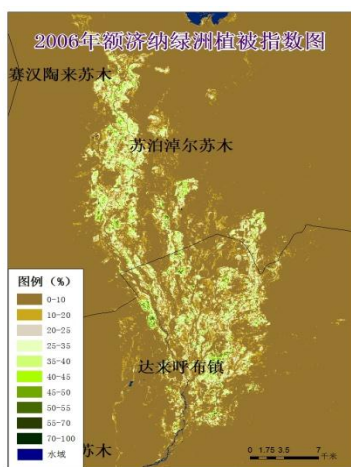 2006年额济纳绿洲植被指数图
赛汉陶来苏木
苏泊淖尔苏木
达来呼布镇
苏木
图例（%）
0-10
10-20
20-25
25-35
35-40
40-45
45-50
50-55
55-70
70-100
水域
0 1.75 3.5 7
千米